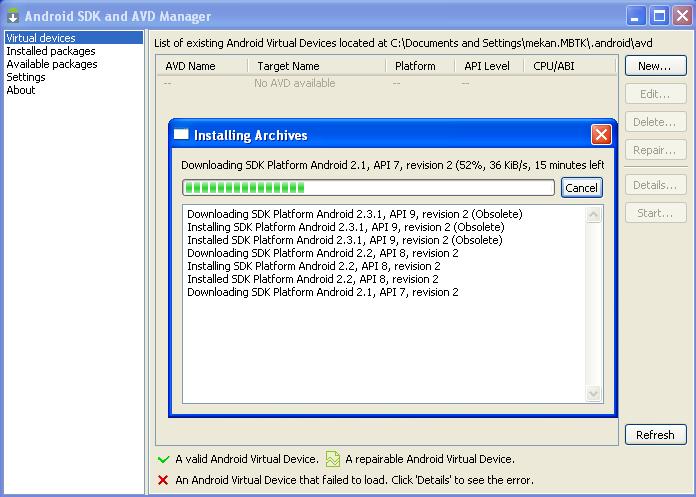 Android SDK and AVD Manager
Virtual devices
Installed packages
Available packages
Settings
About
List of existing Android Virtual Devices located at C:\Documents and Settings\mekan.MBTK\.android\avd
AVD Name Target Name Platform API Level CPU/ABI
-- No AVD available -- --
New...
Edit...
Delete...
Repair...
Details...
Start...
Refresh
Installing Archives
Downloading SDK Platform Android 2.1, API 7, revision 2 (52%, 36 KiB/s, 15 minutes left
Cancel
Downloading SDK Platform Android 2.3.1, API 9, revision 2 (Obsolete)
Installing SDK Platform Android 2.3.1, API 9, revision 2 (Obsolete)
Installed SDK Platform Android 2.3.1, API 9, revision 2 (Obsolete)
Downloading SDK Platform Android 2.2, API 8, revision 2
Installing SDK Platform Android 2.2, API 8, revision 2
Installed SDK Platform Android 2.2, API 8, revision 2
Downloading SDK Platform Android 2.1, API 7, revision 2
A valid Android Virtual Device. A repairable Android Virtual Device.
An Android Virtual Device that failed to load. Click 'Details' to see the error.